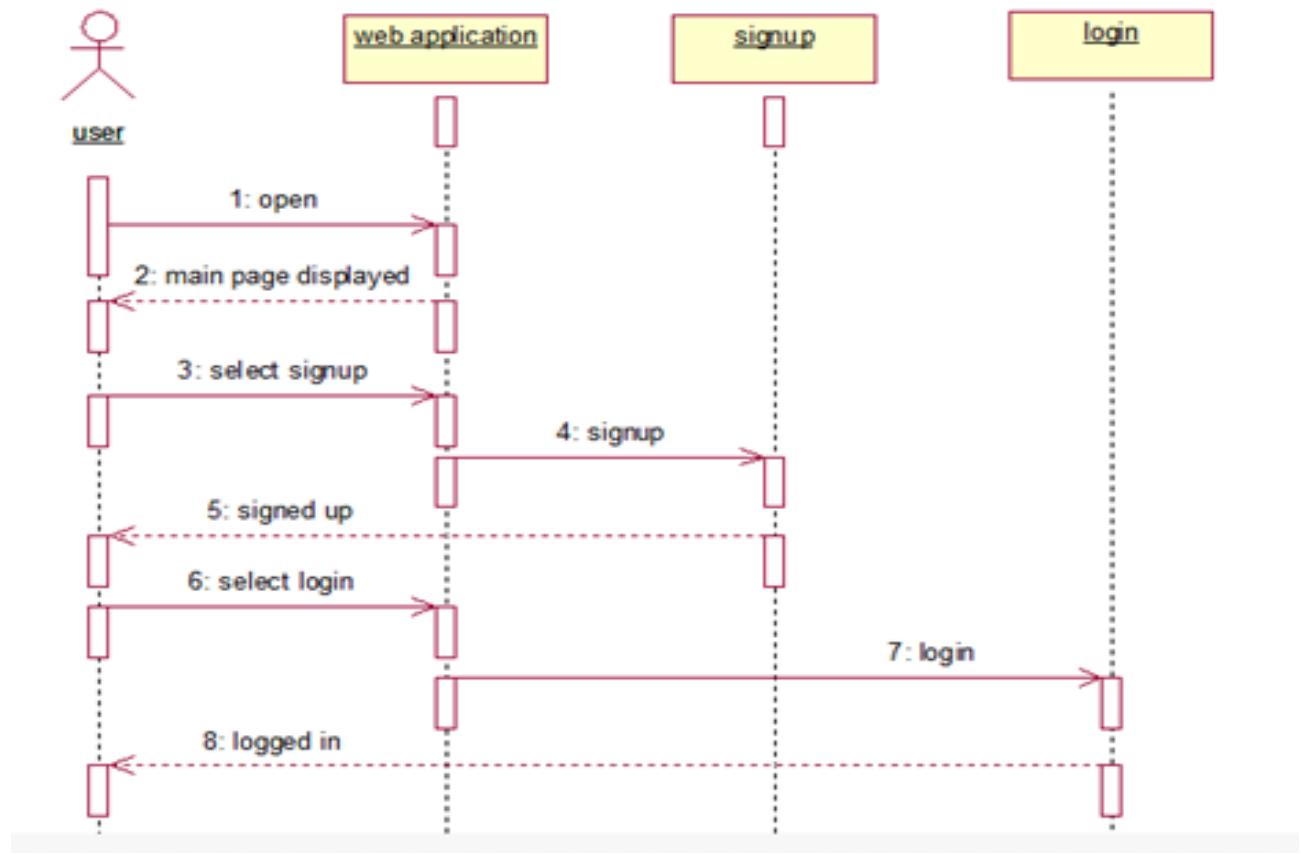 web application
signup
login
user
1: open
2: main page displayed
3: select signup
4: signup
5: signed up
6: select login
7: login
8: logged in